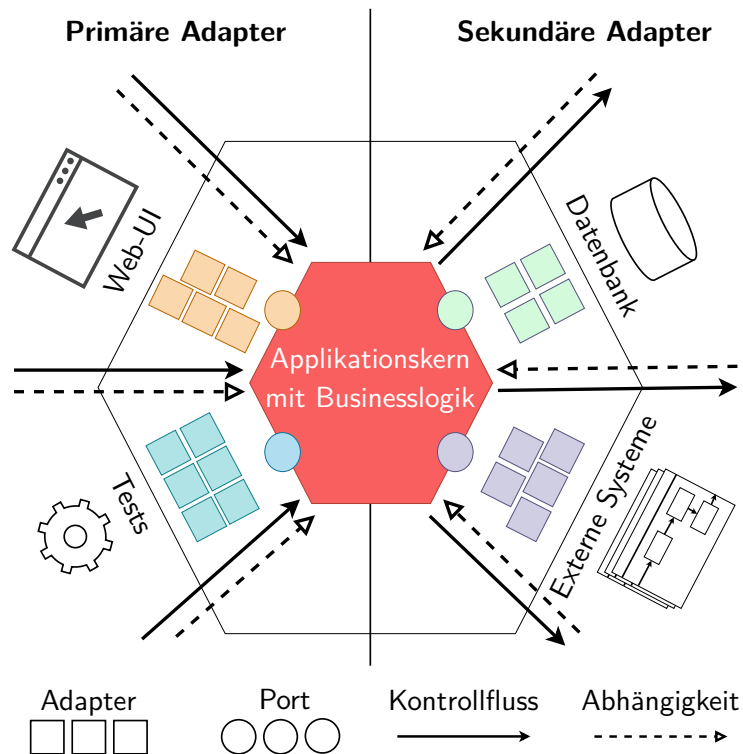 Primäre Adapter
Sekundäre Adapter
Web-UI
Datenbank
Applikationskern
mit Businesslogik
Tests
Externe Systeme
Adapter
Port
Kontrollfluss
Abhängigkeit